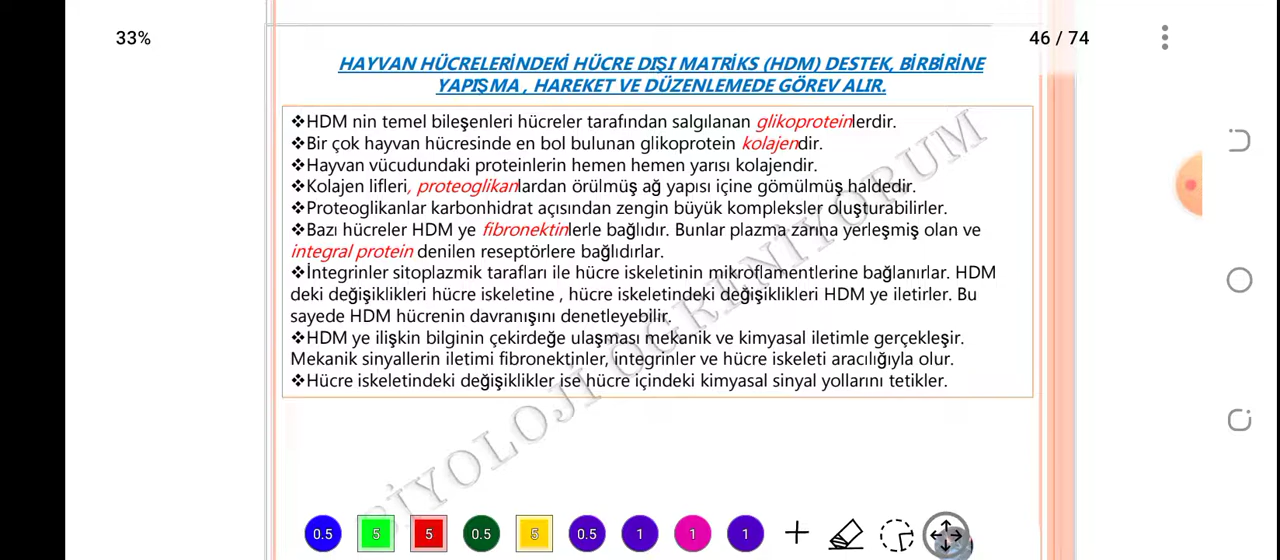 33%
46 / 74
HAYVAN HÜCRELERİNDEKİ HÜCRE DIŞI MATRİKS (HDM) DESTEK, BİRBİRİNE
YAPIŞMA , HAREKET VE DÜZENLEMEDE GÖREV ALIR.
❖HDM nin temel bileşenleri hücreler tarafından salgılanan glikoproteinlerdir.
❖Bir çok hayvan hücresinde en bol bulunan glikoprotein kolajendir.
❖Hayvan vücudundaki proteinlerin hemen hemen yarısı kolajendir.
❖Kolajen lifleri, proteoglikanlardan örülmüş ağ yapısı içine gömülmüş haldedir.
❖Proteoglikanlar karbonhidrat açısından zengin büyük kompleksler oluşturabilirler.
❖Bazı hücreler HDM ye fibronektinlerle bağlıdır. Bunlar plazma zarına yerleşmiş olan ve
integral protein denilen reseptörlere bağlıdırlar.
❖İntegrinler sitoplazmik tarafları ile hücre iskeletinin mikroflamentlerine bağlanırlar. HDM
deki değişiklikleri hücre iskeletine , hücre iskeletindeki değişiklikleri HDM ye iletirler. Bu
sayede HDM hücrenin davranışını denetleyebilir.
❖HDM ye ilişkin bilginin çekirdeğe ulaşması mekanik ve kimyasal iletimle gerçekleşir.
Mekanik sinyallerin iletimi fibronektinler, integrinler ve hücre iskeleti aracılığıyla olur.
❖Hücre iskeletindeki değişiklikler ise hücre içindeki kimyasal sinyal yollarını tetikler.
BİYOLOJİ ÖĞRENİYORUM
0.5 5 5 0.5 5 0.5 1 1 1